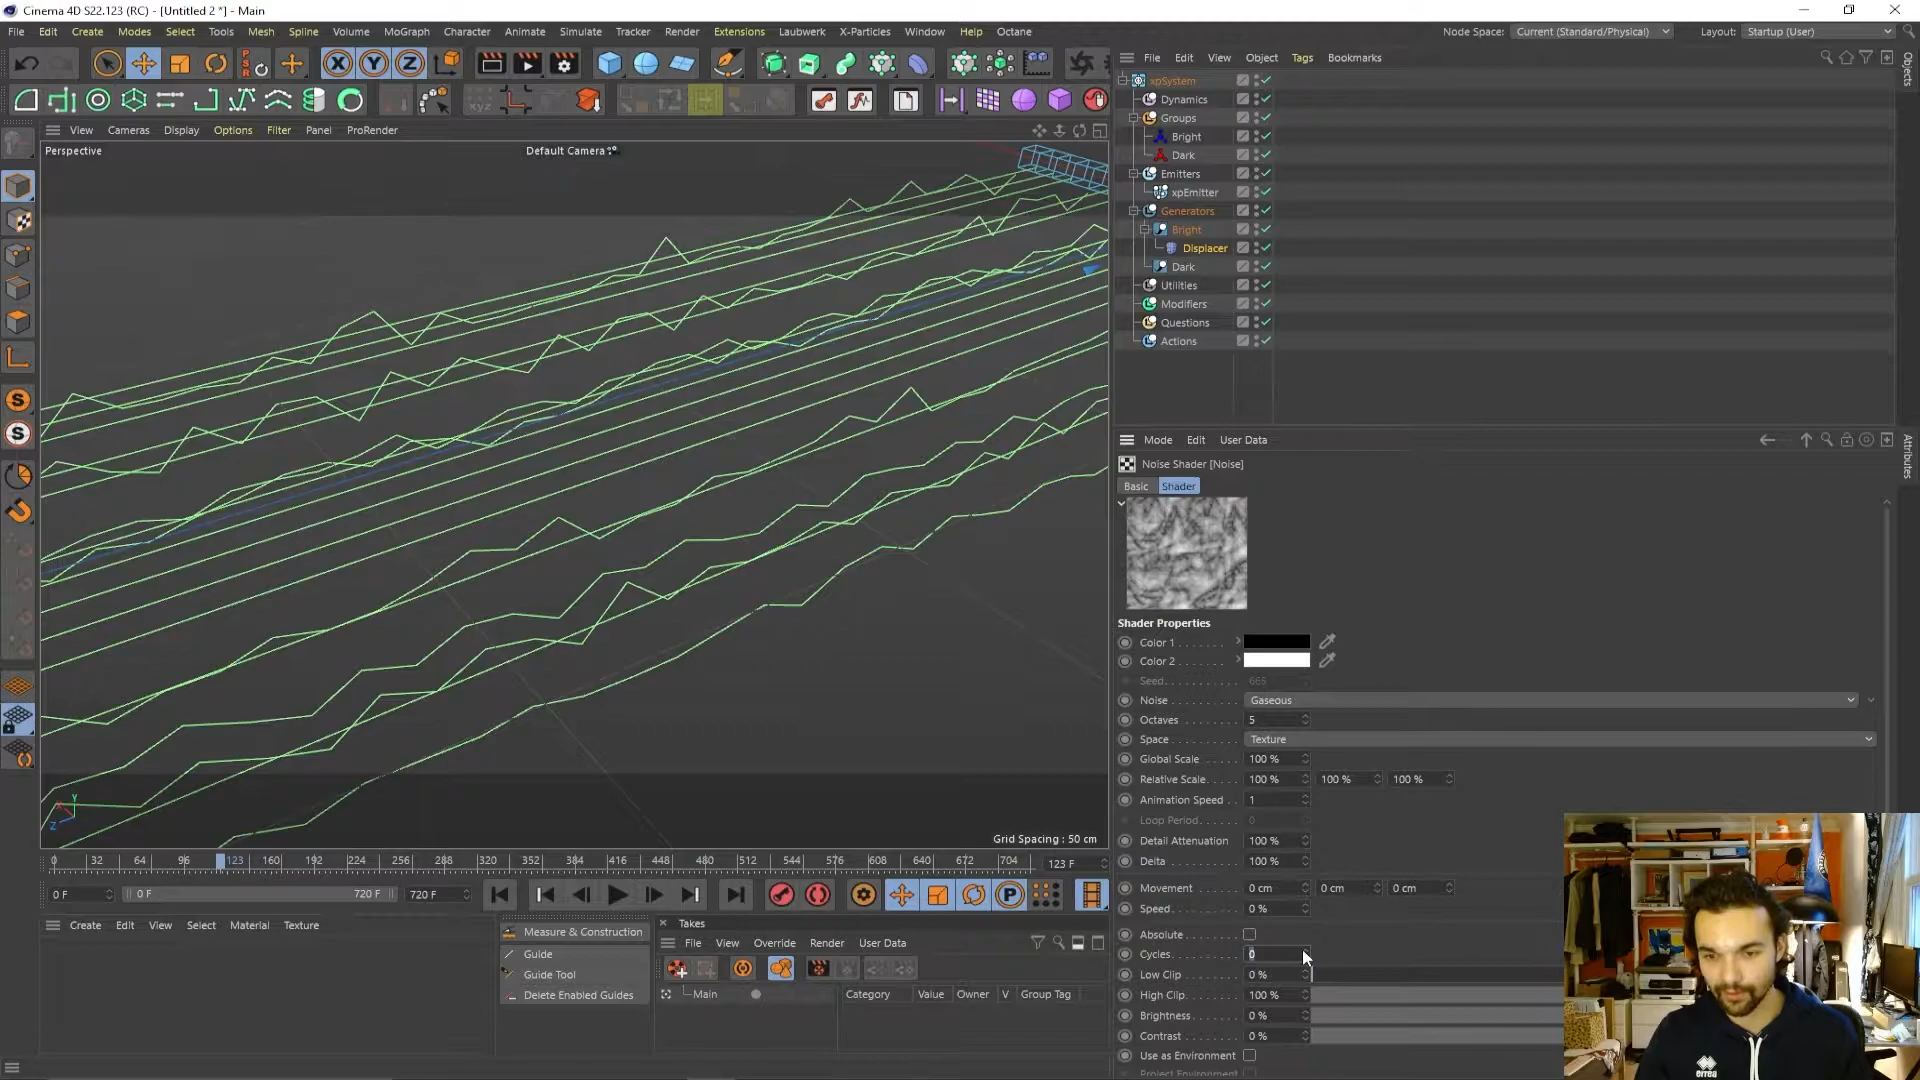 Cinema 4D S22.123 (RC) - [Untitled 2 *] - Main
File Edit Create Modes Select Tools Mesh Spline Volume MoGraph Character Animate Simulate Tracker Render Extensions Laubwerk X-Particles Window Help Octane
Node Space: Current (Standard/Physical) Layout: Startup (User)
X Y Z
PSR
File Edit View Object Tags Bookmarks
Objects
xpSystem
Dynamics
Groups
Bright
Dark
Emitters
xpEmitter
Generators
Bright
Displacer
Dark
Utilities
Modifiers
Questions
Actions
View Cameras Display Options Filter Panel ProRender
Perspective
Default Camera
Y
X
Z
Grid Spacing : 50 cm
S
S
Mode Edit User Data
Attributes
Noise Shader [Noise]
Basic Shader
Shader Properties
Color 1
Color 2
Seed 665
Noise Gaseous
Octaves 5
Space Texture
Global Scale 100 %
Relative Scale 100 % 100 % 100 %
Animation Speed 1
Loop Period 0
Detail Attenuation 100 %
Delta 100 %
Movement 0 cm 0 cm 0 cm
Speed 0 %
Absolute
Cycles 0
Low Clip 0 %
High Clip 100 %
Brightness 0 %
Contrast 0 %
Use as Environment
0 32 64 96 123 160 192 224 256 288 320 352 384 416 448 480 512 544 576 608 640 672 704 123 F
0 F 0 F 720 F 720 F
P
Create Edit View Select Material Texture
Measure & Construction
Guide
Guide Tool
Delete Enabled Guides
Takes
File View Override Render User Data
Main
Category Value Owner V Group Tag
errea